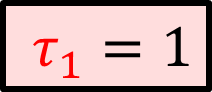 τ₁ = 1